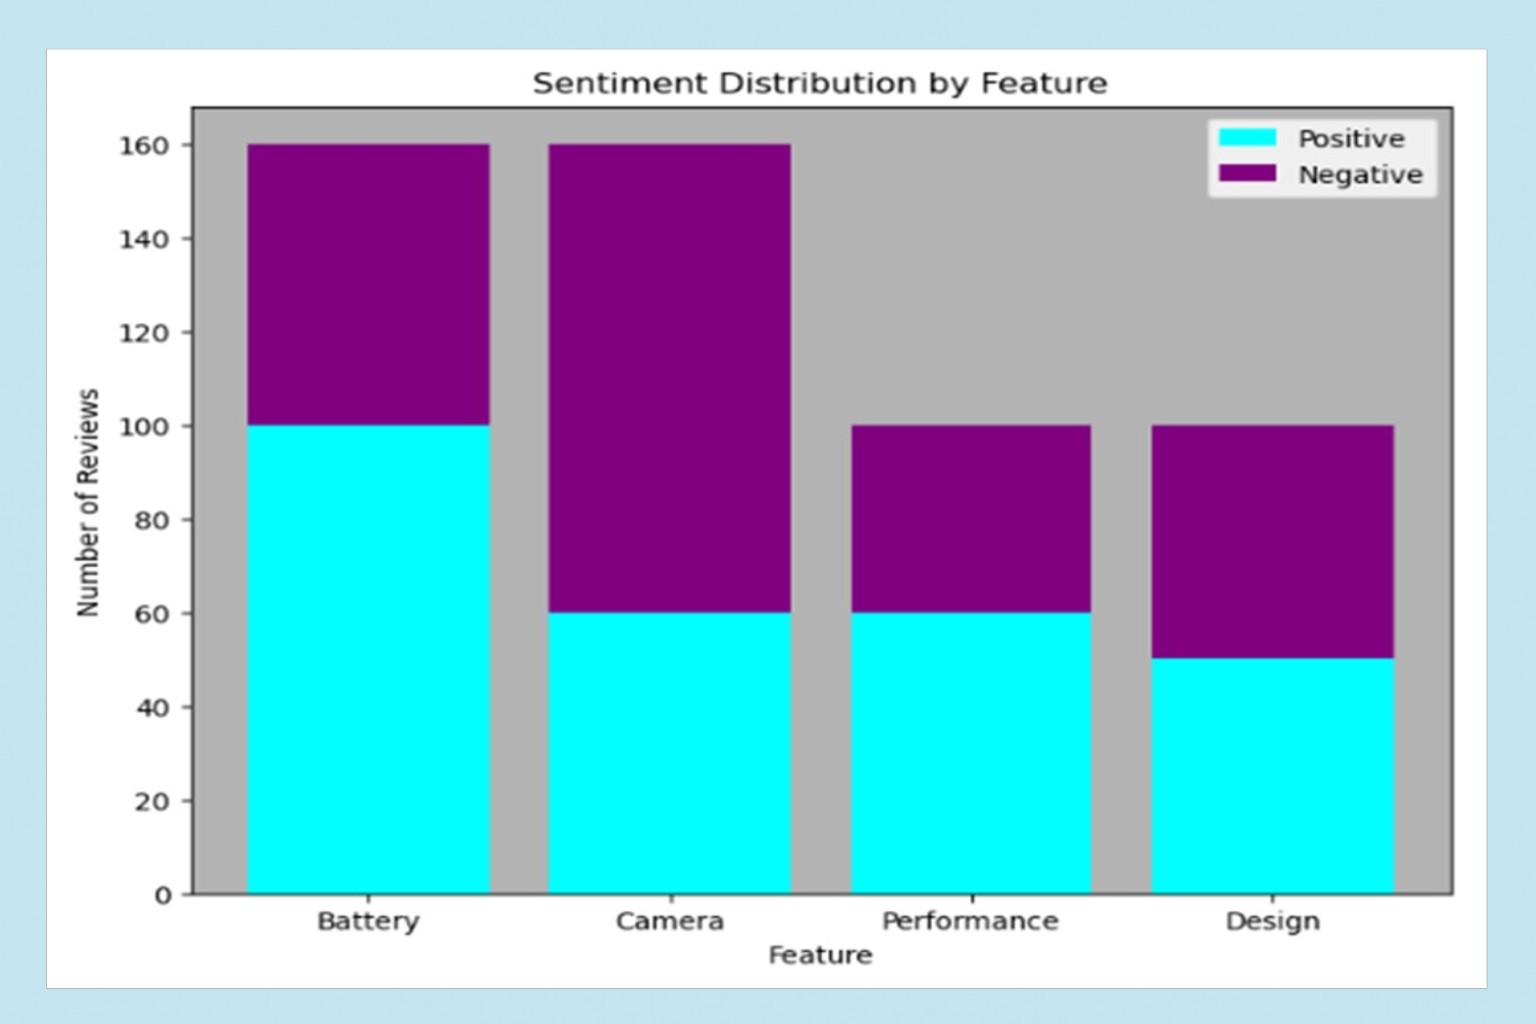 Sentiment Distribution by Feature
Positive
Negative
160
140
120
100
80
60
40
20
0
Number of Reviews
Battery Camera Performance Design
Feature